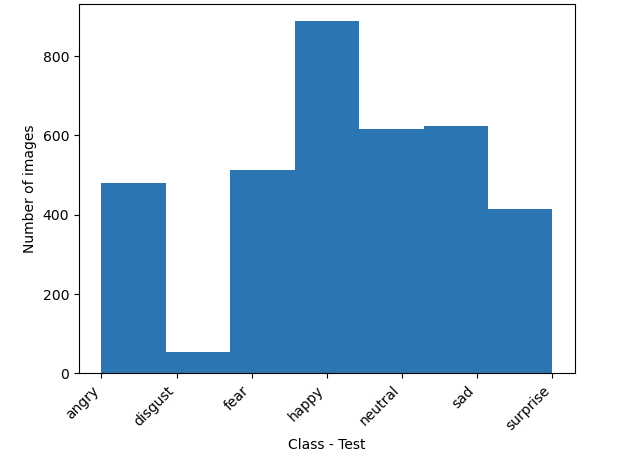 Number of images
800
600
400
200
0
angry
disgust
fear
happy
neutral
sad
surprise
Class - Test